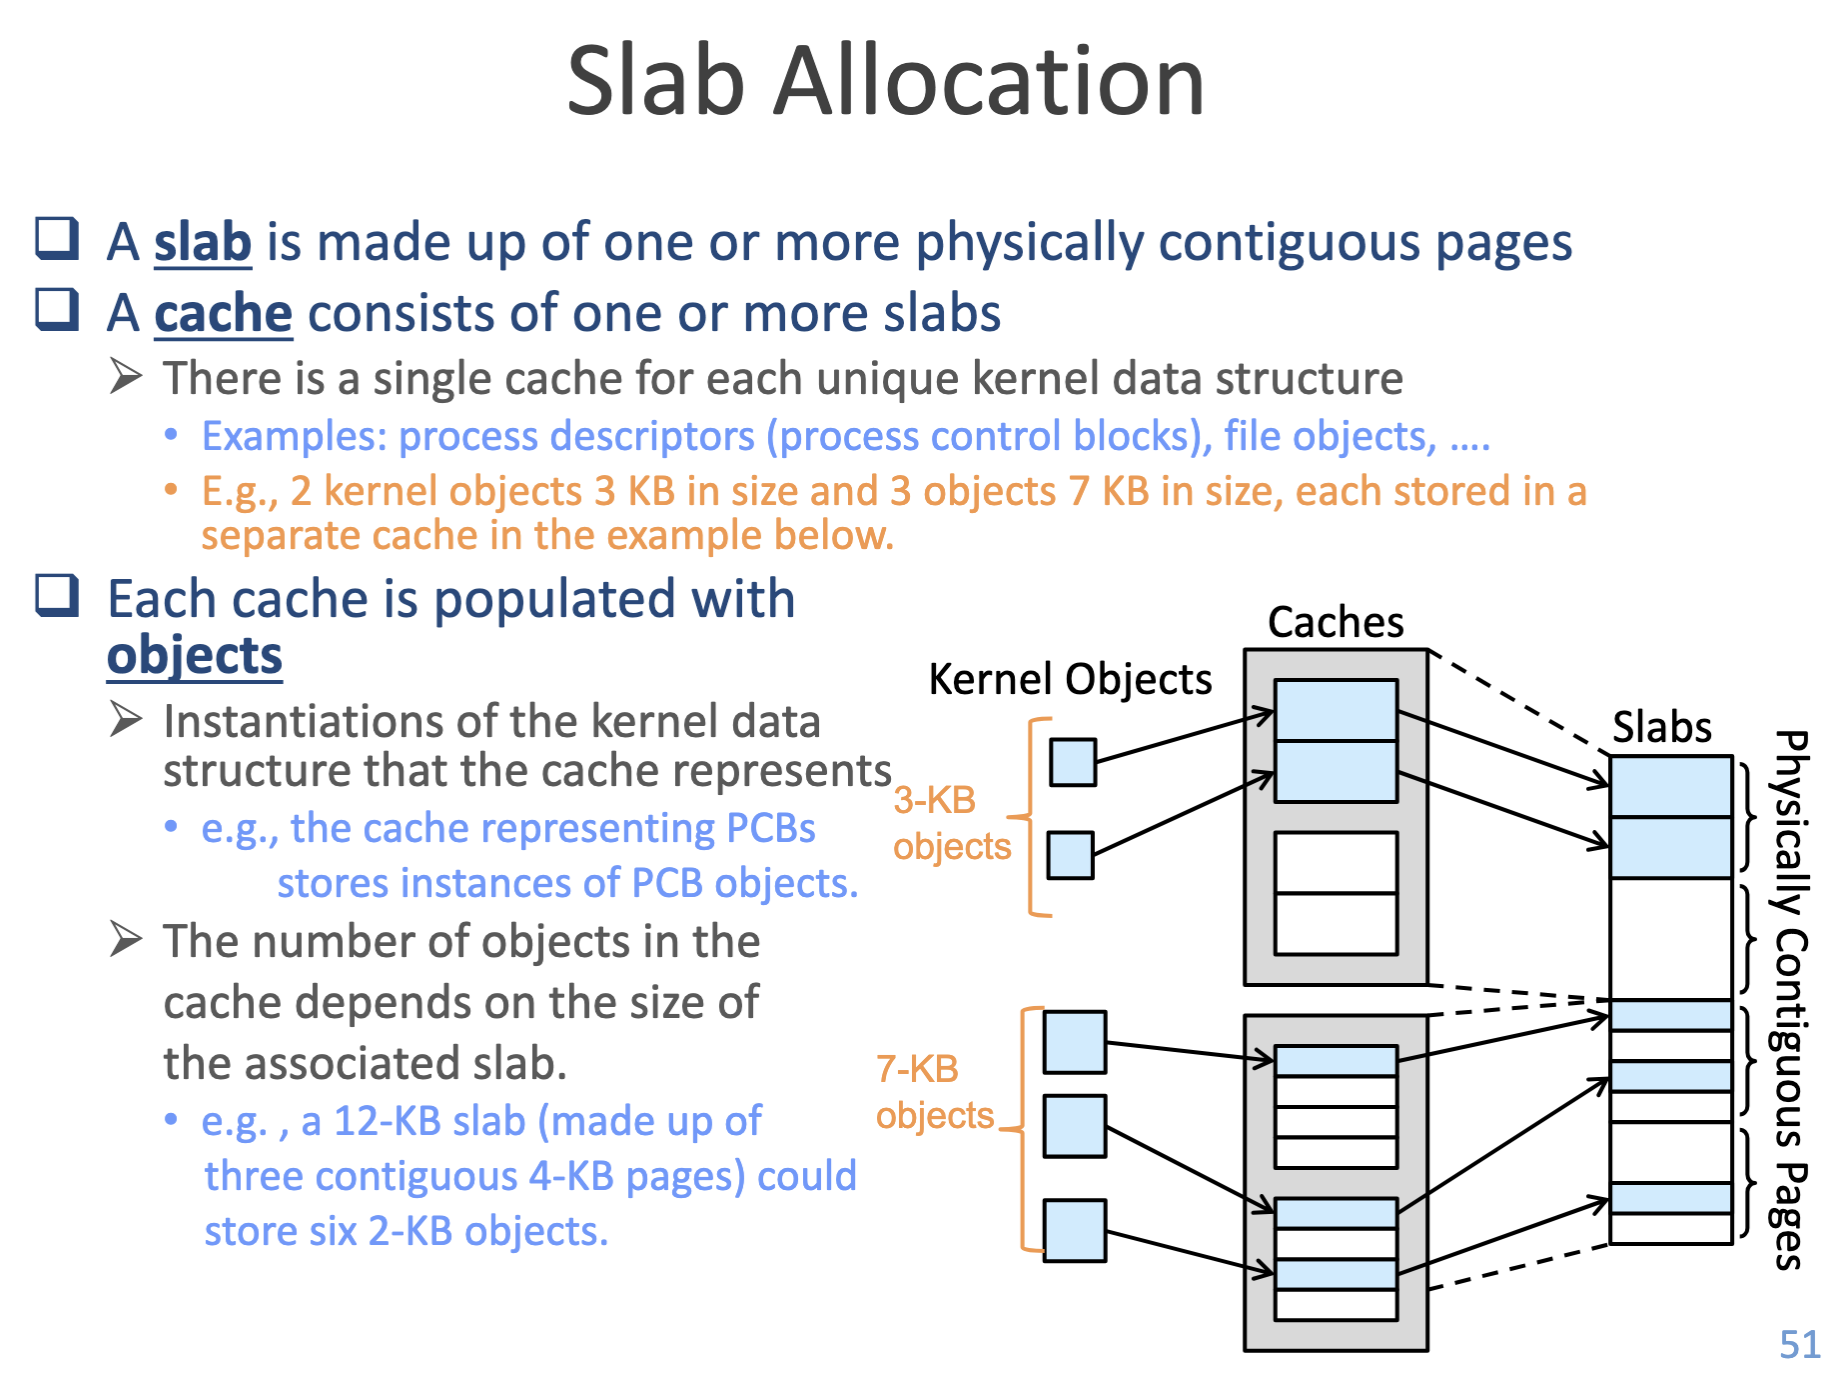 Slab Allocation
A slab is made up of one or more physically contiguous pages
A cache consists of one or more slabs
There is a single cache for each unique kernel data structure
Examples: process descriptors (process control blocks), file objects, ....
E.g., 2 kernel objects 3 KB in size and 3 objects 7 KB in size, each stored in a
separate cache in the example below.
Each cache is populated with
objects
Instantiations of the kernel data
structure that the cache represents
e.g., the cache representing PCBs
stores instances of PCB objects.
The number of objects in the
cache depends on the size of
the associated slab.
e.g. , a 12-KB slab (made up of
three contiguous 4-KB pages) could
store six 2-KB objects.
Caches
Kernel Objects
Slabs
3-KB
objects
7-KB
objects
Physically Contiguous Pages
51